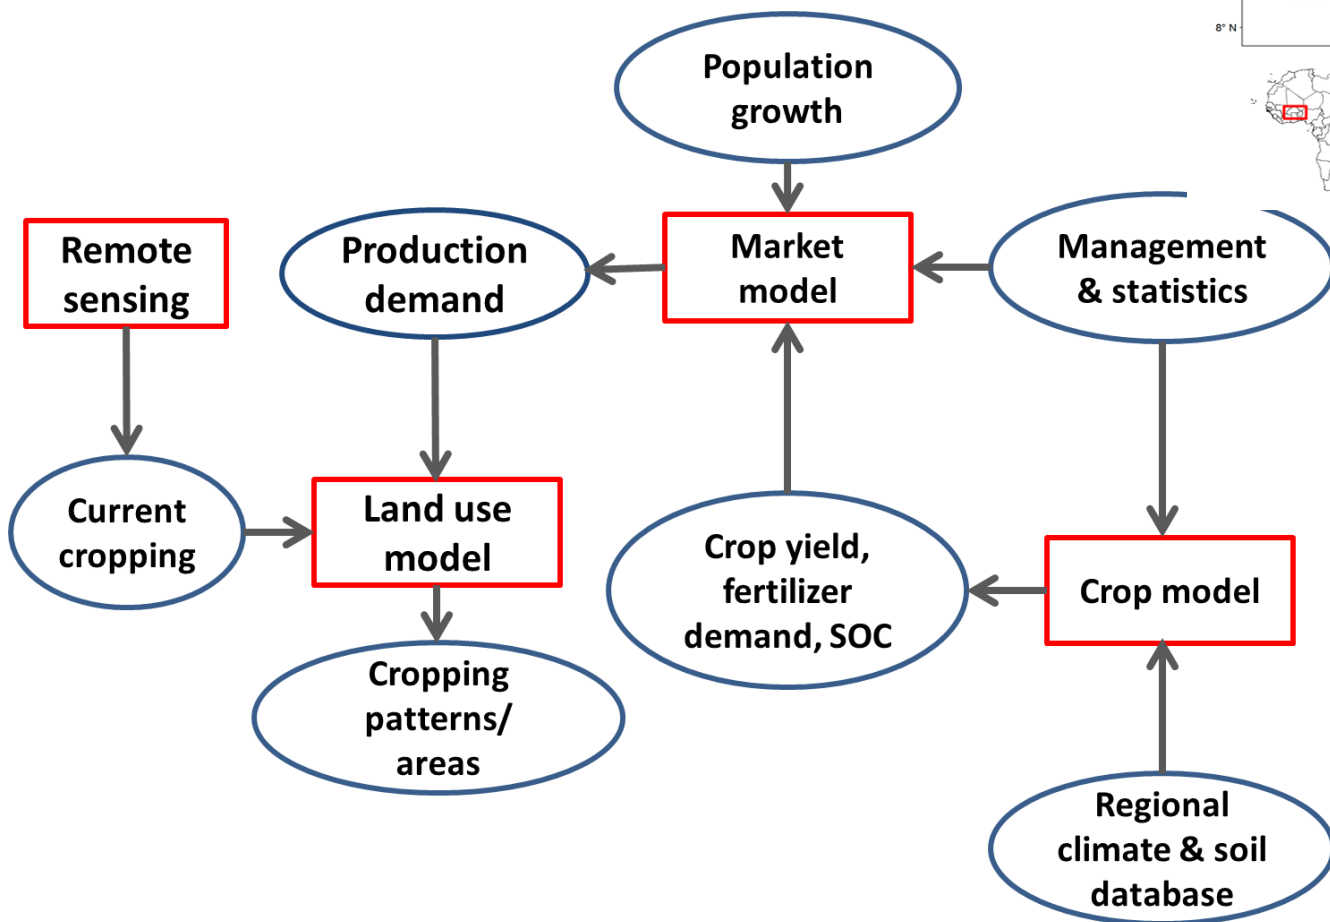 8° N
Population
growth
Remote
sensing
Production
demand
Market
model
Management
& statistics
Current
cropping
Land use
model
Crop yield,
fertilizer
demand, SOC
Crop model
Cropping
patterns/
areas
Regional
climate & soil
database